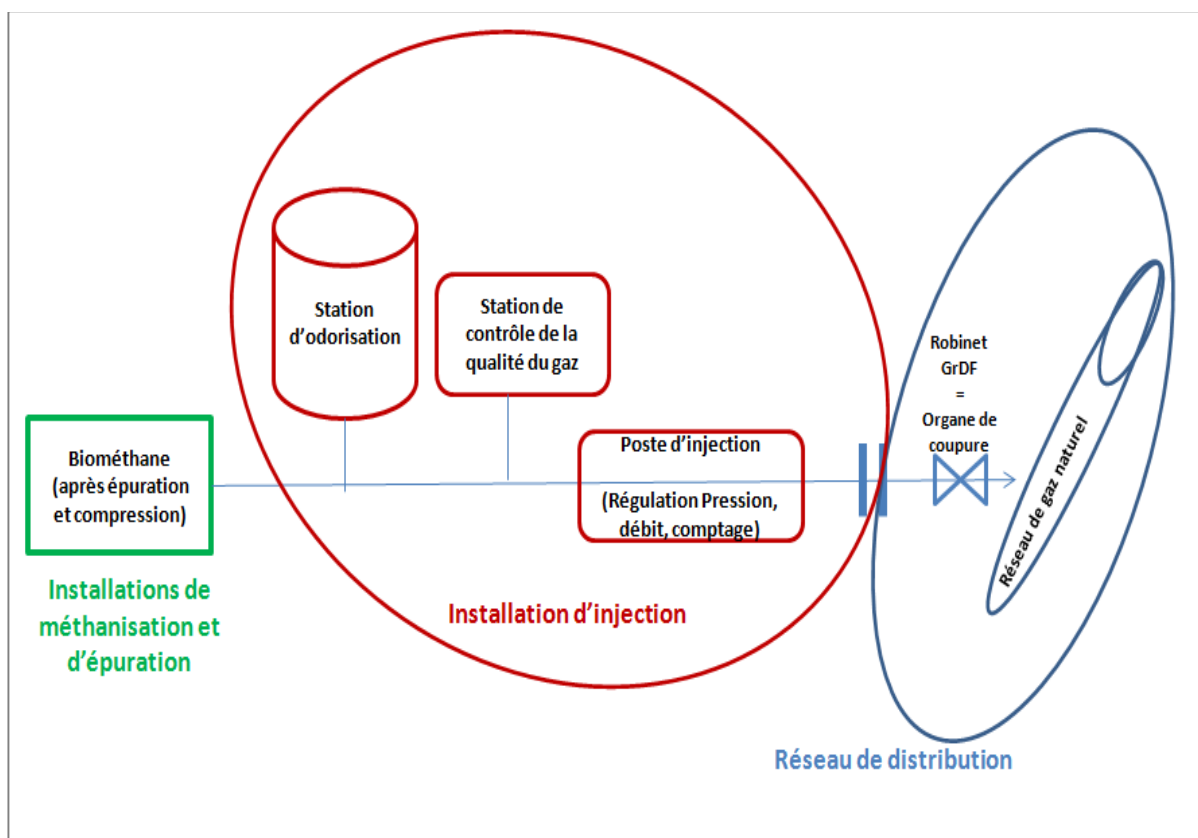 Station
d’odorisation
Station de
contrôle de la
qualité du gaz
Robinet
GrDF
=
Organe de
coupure
Réseau de gaz naturel
Biométhane
(après épuration
et compression)
Poste d’injection
(Régulation Pression,
débit, comptage)
Installations de
méthanisation et
d’épuration
Installation d’injection
Réseau de distribution